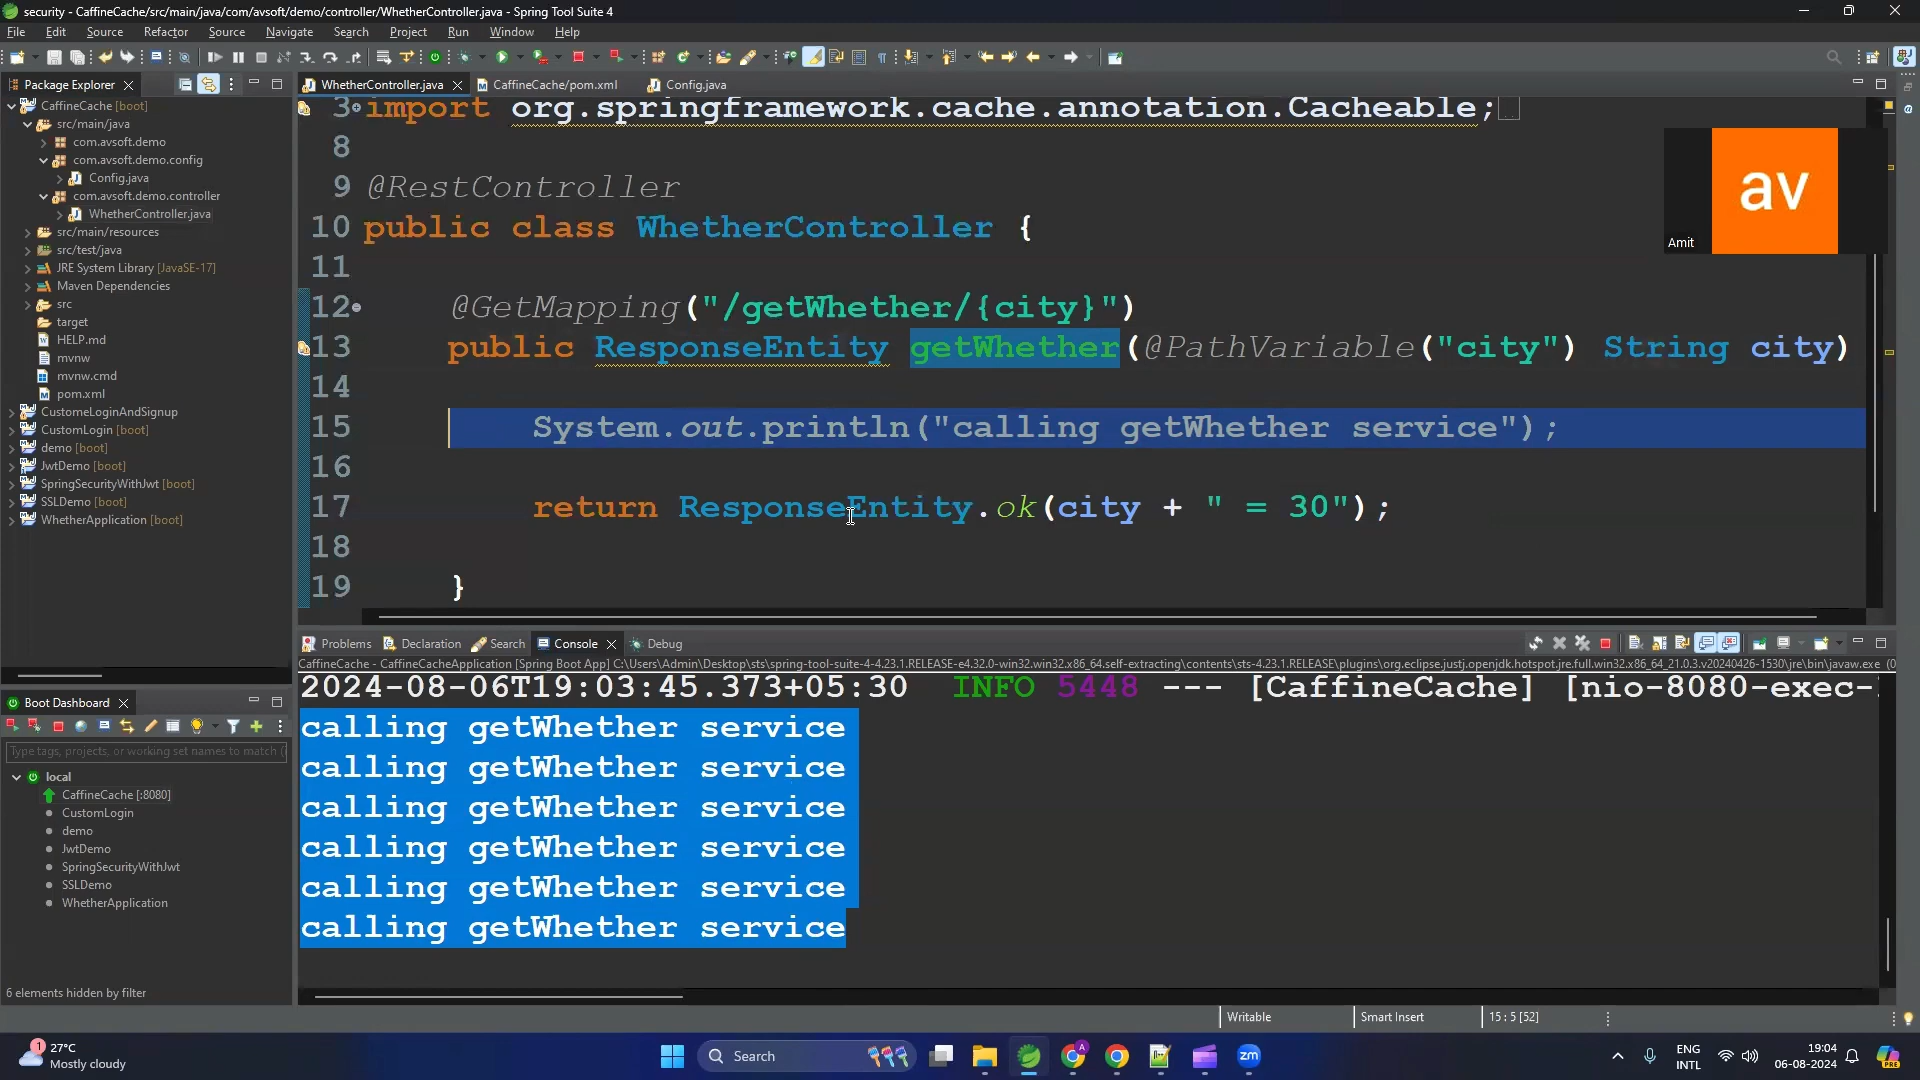 security - CaffineCache/src/main/java/com/avsoft/demo/controller/WhetherController.java - Spring Tool Suite 4
File Edit Source Refactor Source Navigate Search Project Run Window Help
Package Explorer
WhetherController.java
CaffineCache/pom.xml
Config.java
CaffineCache [boot]
src/main/java
com.avsoft.demo
com.avsoft.demo.config
Config.java
com.avsoft.demo.controller
WhetherController.java
src/main/resources
src/test/java
JRE System Library [JavaSE-17]
Maven Dependencies
src
target
HELP.md
mvnw
mvnw.cmd
pom.xml
CustomeLoginAndSignup
CustomLogin [boot]
demo [boot]
JwtDemo [boot]
SpringSecurityWithJwt [boot]
SSLDemo [boot]
WhetherApplication [boot]
3 import org.springframework.cache.annotation.Cacheable;
8
9 @RestController
10 public class WhetherController {
11
12 @GetMapping("/getWhether/{city}")
13 public ResponseEntity getWhether(@PathVariable("city") String city)
14
15 System.out.println("calling getWhether service");
16
17 return ResponseEntity.ok(city + " = 30");
18
19 }
av
Amit
Problems Declaration Search Console Debug
CaffineCache - CaffineCacheApplication [Spring Boot App] C:\Users\Admin\Desktop\sts\spring-tool-suite-4-4.23.1.RELEASE-e4.32.0-win32.win32.x86_64.self-extracting\contents\sts-4.23.1.RELEASE\plugins\org.eclipse.justj.openjdk.hotspot.jre.full.win32.x86_64_21.0.3.v20240426-1530\jre\bin\javaw.exe (0
2024-08-06T19:03:45.373+05:30 INFO 5448 --- [CaffineCache] [nio-8080-exec-
calling getWhether service
calling getWhether service
calling getWhether service
calling getWhether service
calling getWhether service
calling getWhether service
Boot Dashboard
Type tags, projects, or working set names to match (
local
CaffineCache [:8080]
CustomLogin
demo
JwtDemo
SpringSecurityWithJwt
SSLDemo
WhetherApplication
6 elements hidden by filter
Writable
Smart Insert
15 : 5 [52]
1
27°C
Mostly cloudy
Search
A
zm
ENG
INTL
19:04
06-08-2024
PRE